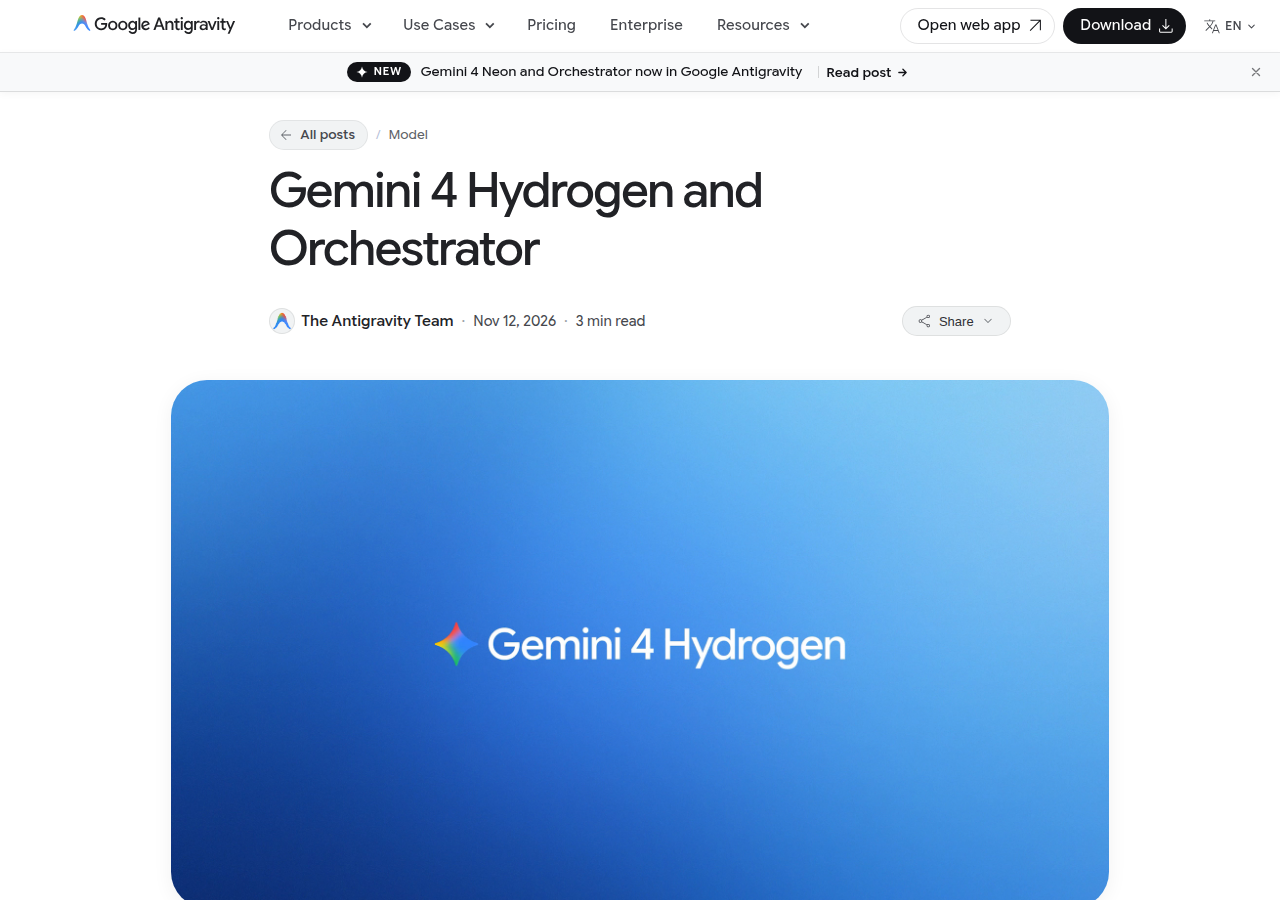 Google Antigravity Products Use Cases Pricing Enterprise Resources Open web app Download EN
NEW Gemini 4 Neon and Orchestrator now in Google Antigravity Read post →
← All posts / Model
Gemini 4 Hydrogen and
Orchestrator
The Antigravity Team · Nov 12, 2026 · 3 min read Share
Gemini 4 Hydrogen